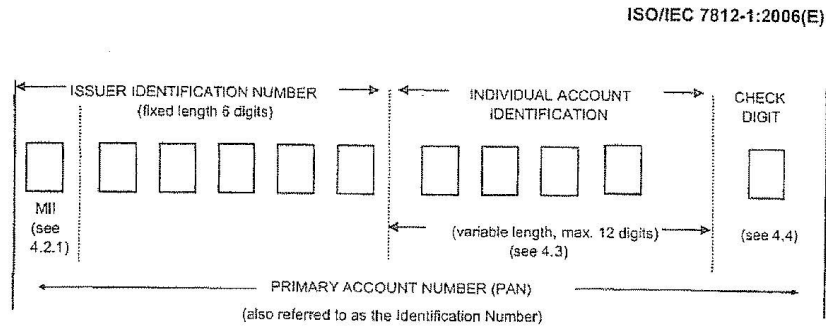 ISO/IEC 7812-1:2006(E)
ISSUER IDENTIFICATION NUMBER
(fixed length 6 digits)
INDIVIDUAL ACCOUNT
IDENTIFICATION
CHECK
DIGIT
MII
(see
4.2.1)
(variable length, max. 12 digits)
(see 4.3)
(see 4.4)
PRIMARY ACCOUNT NUMBER (PAN)
(also referred to as the Identification Number)